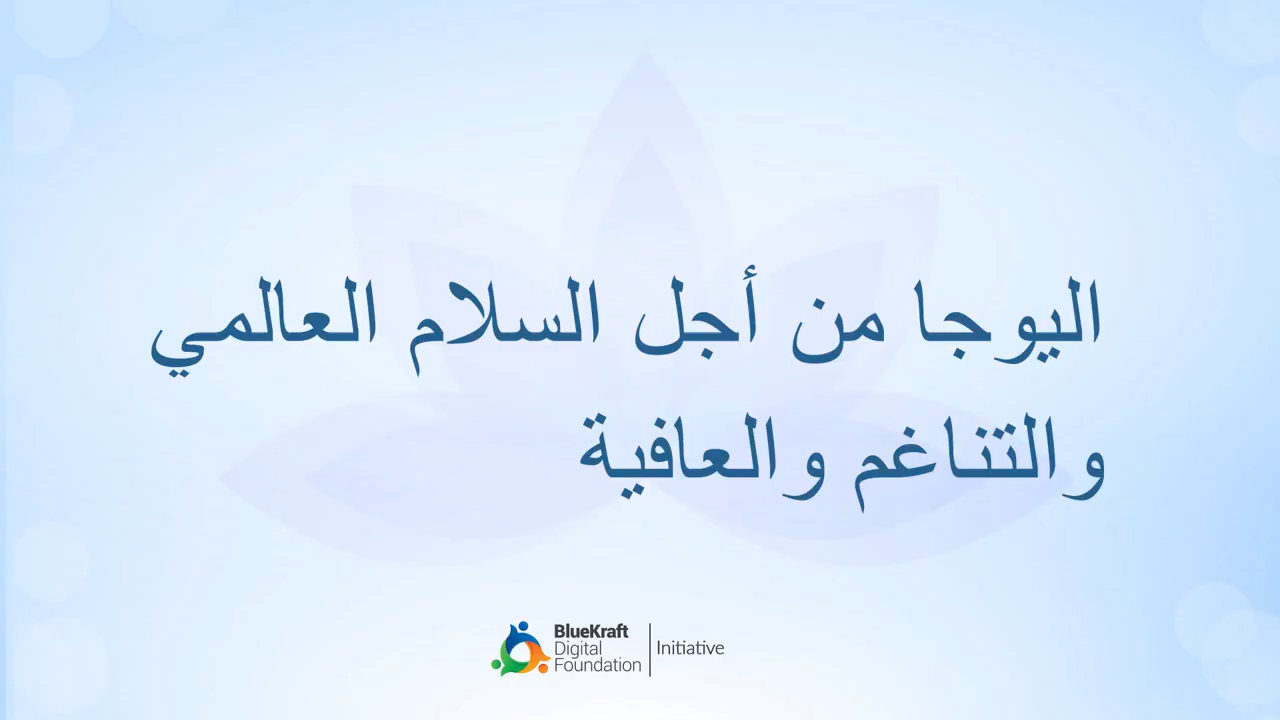 اليوجا من أجل السلام العالمي
والتناغم والعافية
BlueKraft
Digital
Foundation
Initiative